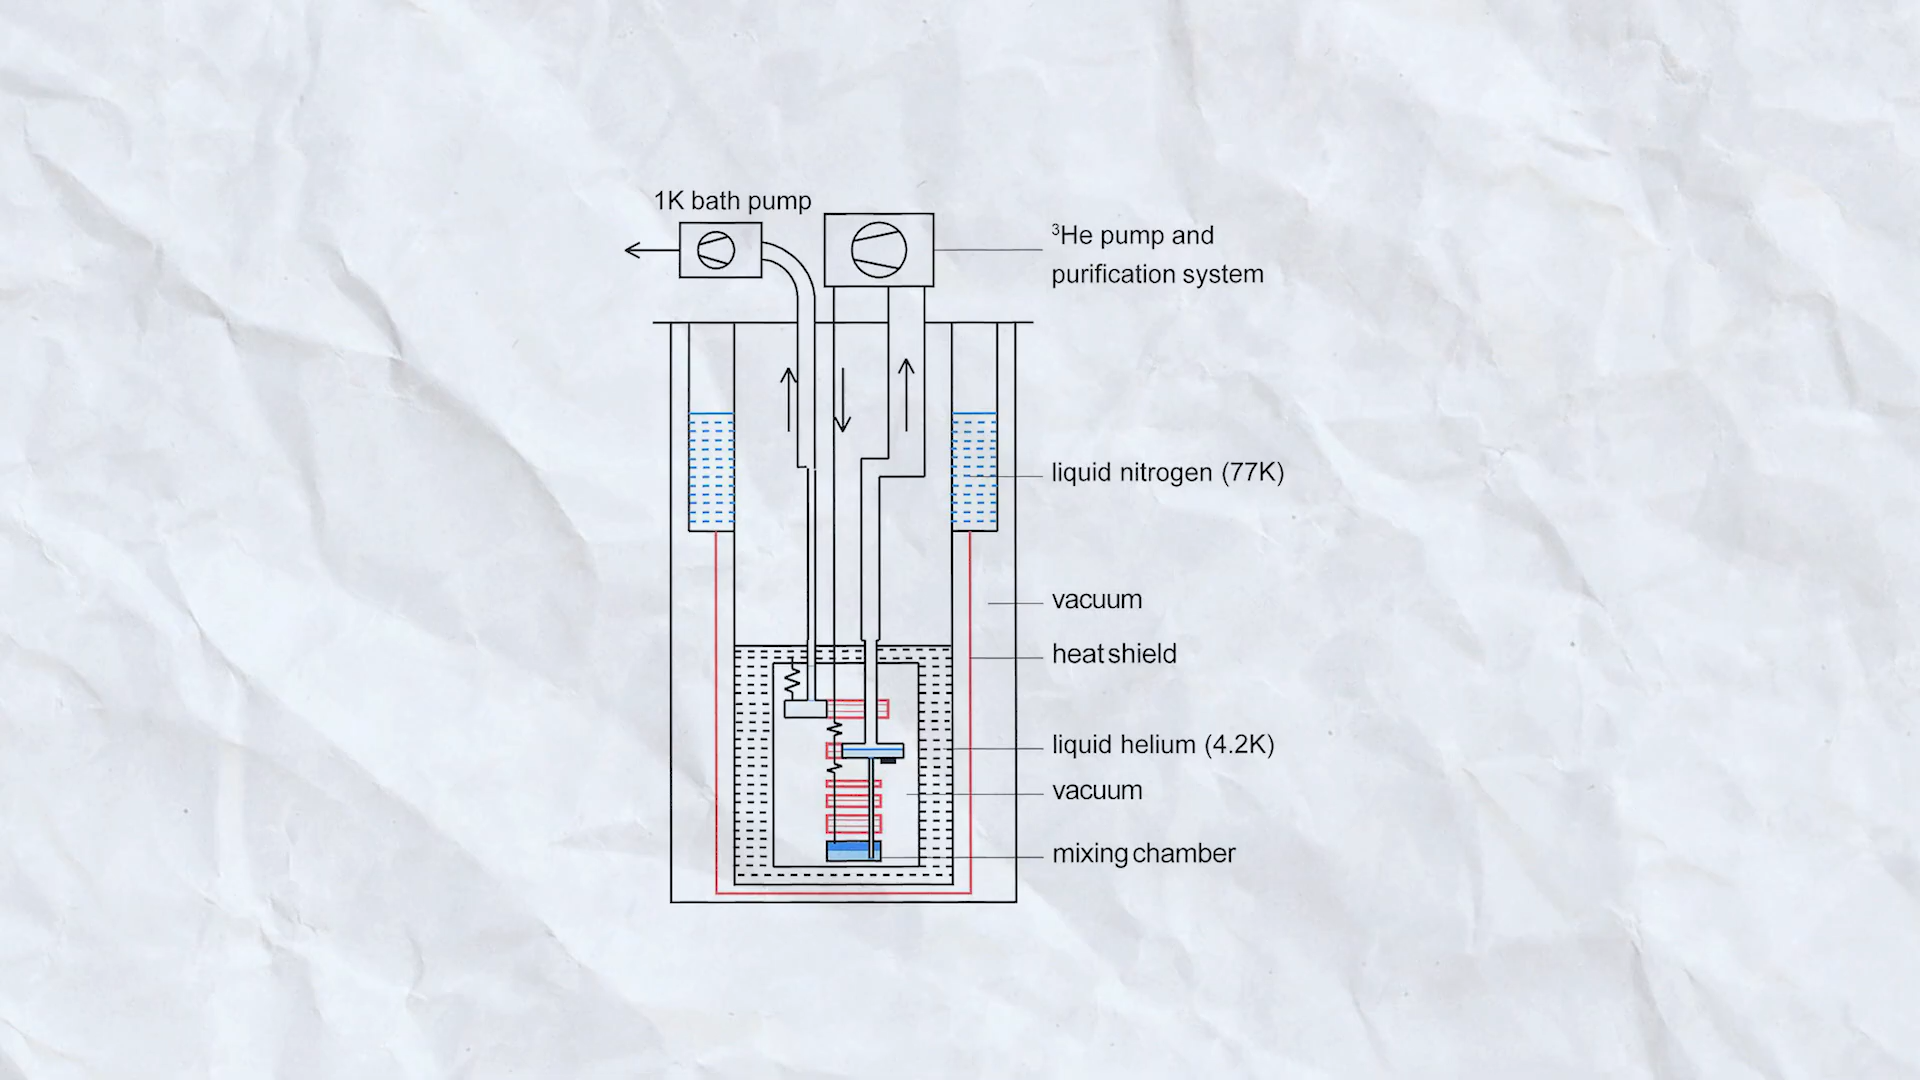 1K bath pump
³He pump and
purification system
liquid nitrogen (77K)
vacuum
heat shield
liquid helium (4.2K)
vacuum
mixing chamber